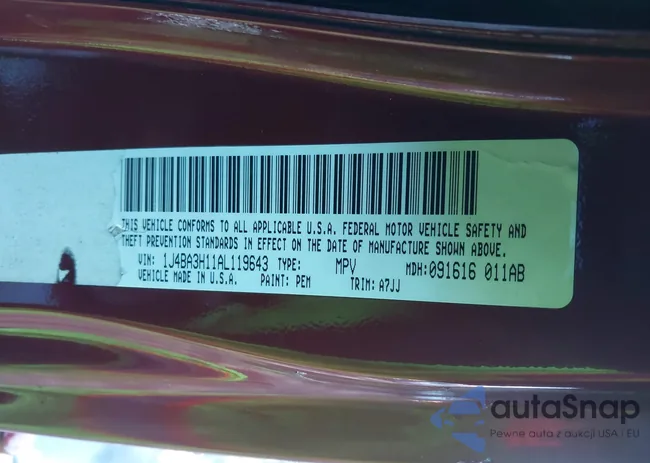 THIS VEHICLE CONFORMS TO ALL APPLICABLE U.S.A. FEDERAL MOTOR VEHICLE SAFETY AND
THEFT PREVENTION STANDARDS IN EFFECT ON THE DATE OF MANUFACTURE SHOWN ABOVE.
VIN: 1J4BA3H11AL119643 TYPE: MPV MDH:091616 011AB
VEHICLE MADE IN U.S.A. PAINT: PEM TRIM: A7JJ
autaSnap
Pewne auta z aukcji USA i EU